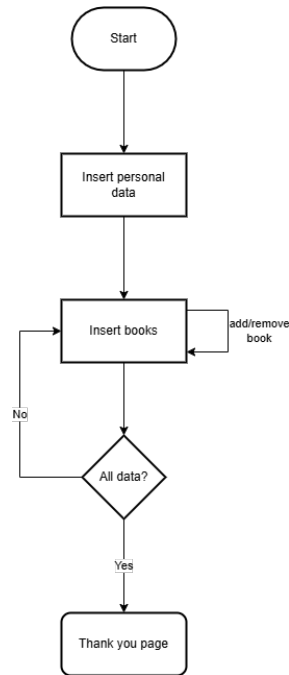 Start
Insert personal
data
Insert books
add/remove
book
No
All data?
Yes
Thank you page